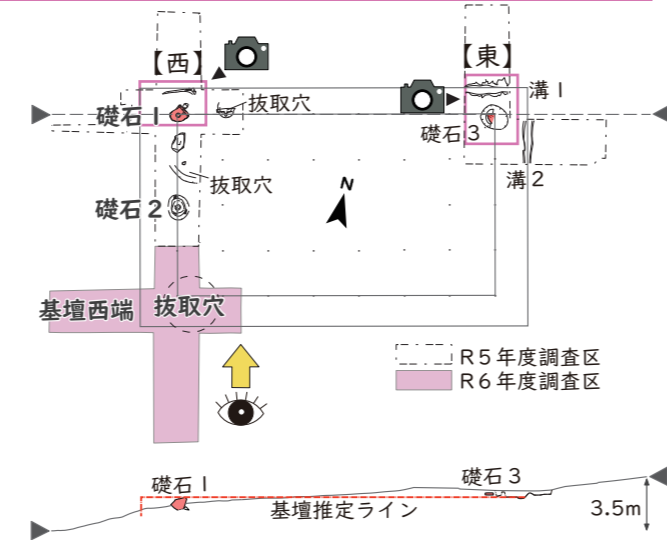 【西】
【東】
抜取穴
溝1
礎石1
礎石3
溝2
抜取穴
N
礎石2
基壇西端
抜取穴
R5年度調査区
R6年度調査区
礎石1
礎石3
基壇推定ライン
3.5m